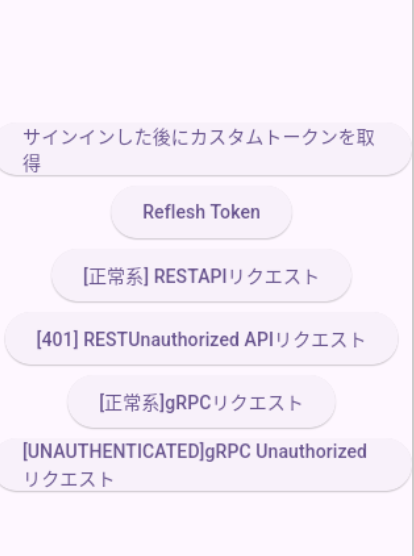 サインインした後にカスタムトークンを取
得
Reflesh Token
[正常系] RESTAPIリクエスト
[401] RESTUnauthorized APIリクエスト
[正常系]gRPCリクエスト
[UNAUTHENTICATED]gRPC Unauthorized
リクエスト